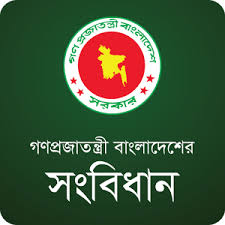 গণপ্রজাতন্ত্রী বাংলাদেশ
সরকার
গণপ্রজাতন্ত্রী বাংলাদেশের
সংবিধান